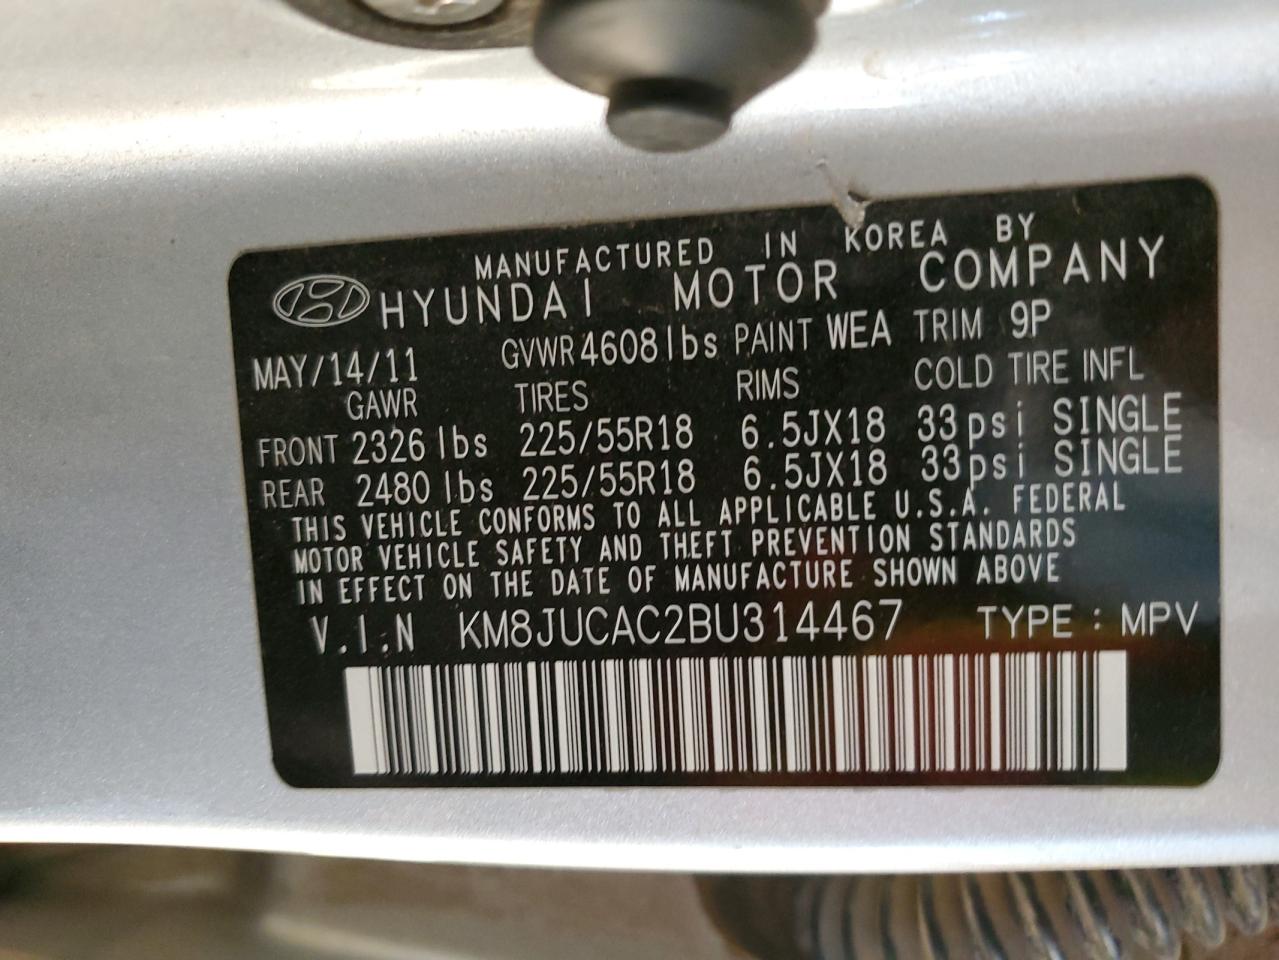 MANUFACTURED IN KOREA BY
HYUNDAI MOTOR COMPANY
MAY/14/11 GVWR 4608 lbs PAINT WEA TRIM 9P
GAWR TIRES RIMS COLD TIRE INFL
FRONT 2326 lbs 225/55R18 6.5JX18 33psi SINGLE
REAR 2480 lbs 225/55R18 6.5JX18 33psi SINGLE
THIS VEHICLE CONFORMS TO ALL APPLICABLE U.S.A. FEDERAL
MOTOR VEHICLE SAFETY AND THEFT PREVENTION STANDARDS
IN EFFECT ON THE DATE OF MANUFACTURE SHOWN ABOVE
V.I.N KM8JUCAC2BU314467 TYPE : MPV